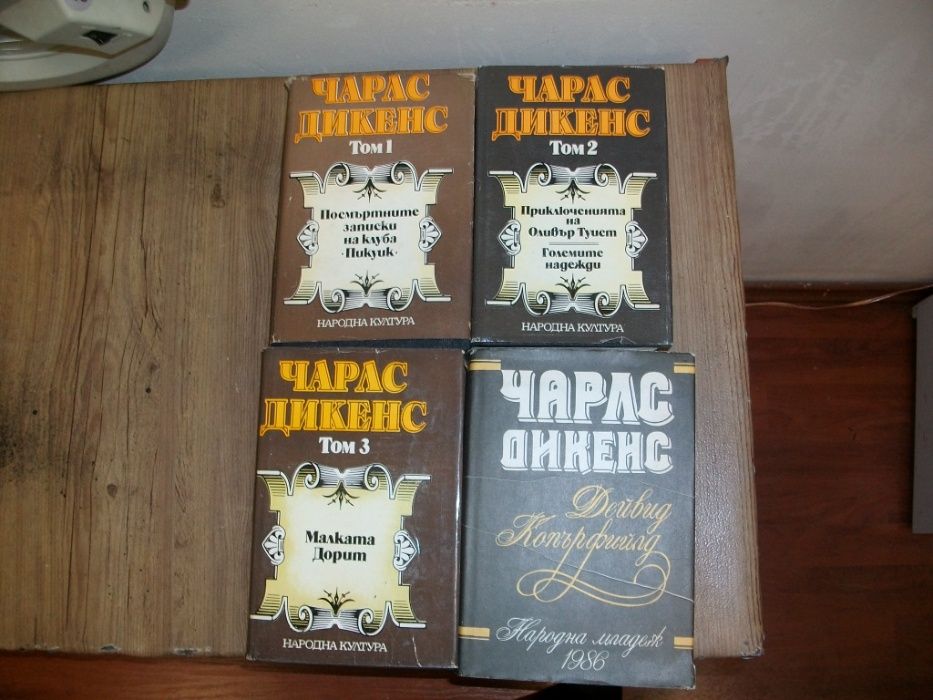 ЧАРЛС
ДИКЕНС
Том 1
Посмъртните
записки
на клуба
„Пикуик“
НАРОДНА КУЛТУРА
ЧАРЛС
ДИКЕНС
Том 2
Приключенията
на
Оливър Туист
Големите
надежди
НАРОДНА КУЛТУРА
ЧАРЛС
ДИКЕНС
Том 3
Малката
Дорит
НАРОДНА КУЛТУРА
ЧАРЛС
ДИКЕНС
Дейвид
Копърфийлд
Народна младеж
1986